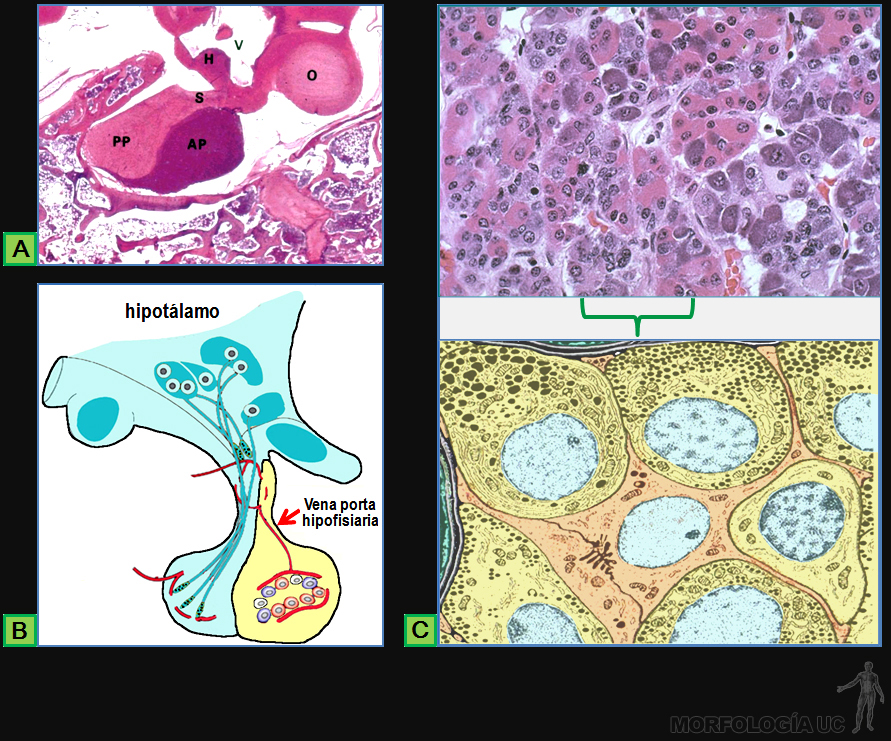 V
H
O
S
PP
AP
A
hipotálamo
Vena porta
hipofisiaria
B
C
MORFOLOGÍA UC